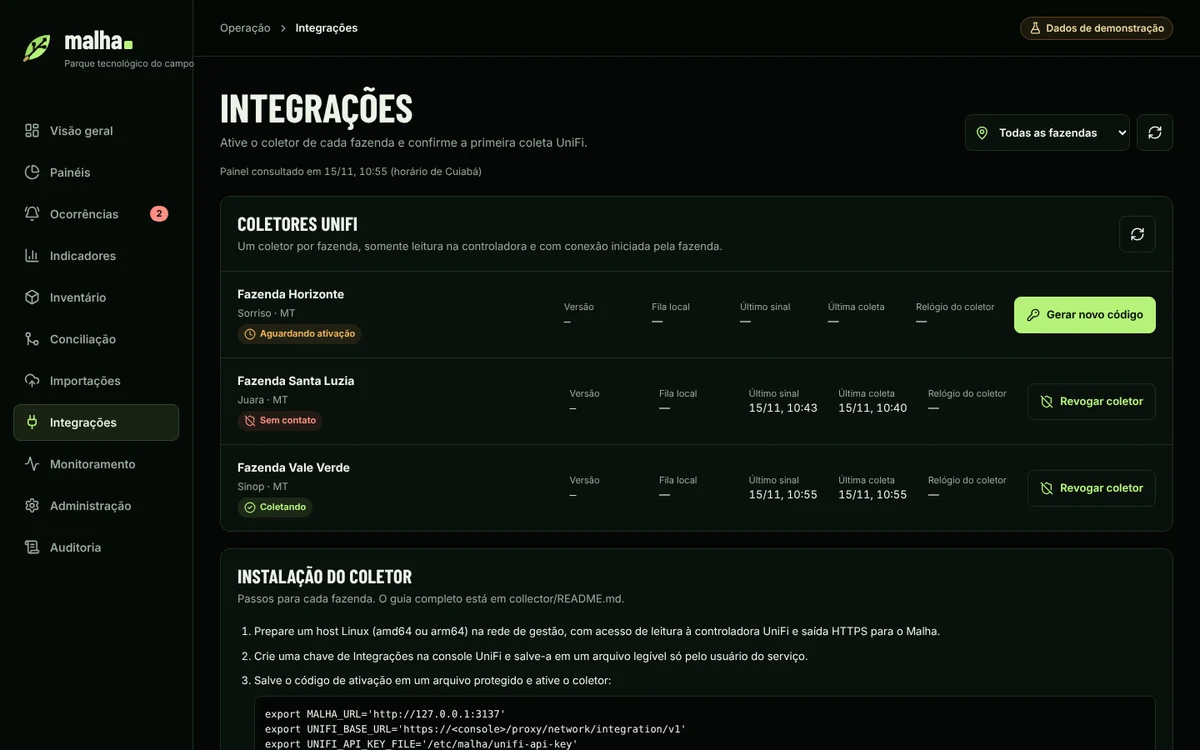 malha
Parque tecnológico do campo
Visão geral
Painéis
Ocorrências 2
Indicadores
Inventário
Conciliação
Importações
Integrações
Monitoramento
Administração
Auditoria
Operação > Integrações
Dados de demonstração
INTEGRAÇÕES
Ative o coletor de cada fazenda e confirme a primeira coleta UniFi.
Painel consultado em 15/11, 10:55 (horário de Cuiabá)
Todas as fazendas
COLETORES UNIFI
Um coletor por fazenda, somente leitura na controladora e com conexão iniciada pela fazenda.
Fazenda Horizonte
Sorriso · MT
Aguardando ativação
Versão Fila local Último sinal Última coleta Relógio do coletor
– — — — —
Gerar novo código
Fazenda Santa Luzia
Juara · MT
Sem contato
Versão Fila local Último sinal Última coleta Relógio do coletor
– — 15/11, 10:43 15/11, 10:40 —
Revogar coletor
Fazenda Vale Verde
Sinop · MT
Coletando
Versão Fila local Último sinal Última coleta Relógio do coletor
– — 15/11, 10:55 15/11, 10:55 —
Revogar coletor
INSTALAÇÃO DO COLETOR
Passos para cada fazenda. O guia completo está em collector/README.md.
1. Prepare um host Linux (amd64 ou arm64) na rede de gestão, com acesso de leitura à controladora UniFi e saída HTTPS para o Malha.
2. Crie uma chave de Integrações na console UniFi e salve-a em um arquivo legível só pelo usuário do serviço.
3. Salve o código de ativação em um arquivo protegido e ative o coletor:
export MALHA_URL='http://127.0.0.1:3137'
export UNIFI_BASE_URL='https://<console>/proxy/network/integration/v1'
export UNIFI_API_KEY_FILE='/etc/malha/unifi-api-key'